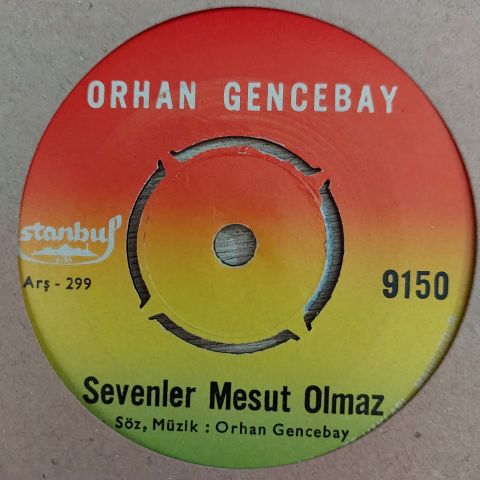 ORHAN GENCEBAY
stanbul
Arş - 299
9150
Sevenler Mesut Olmaz
Söz, Müzik : Orhan Gencebay